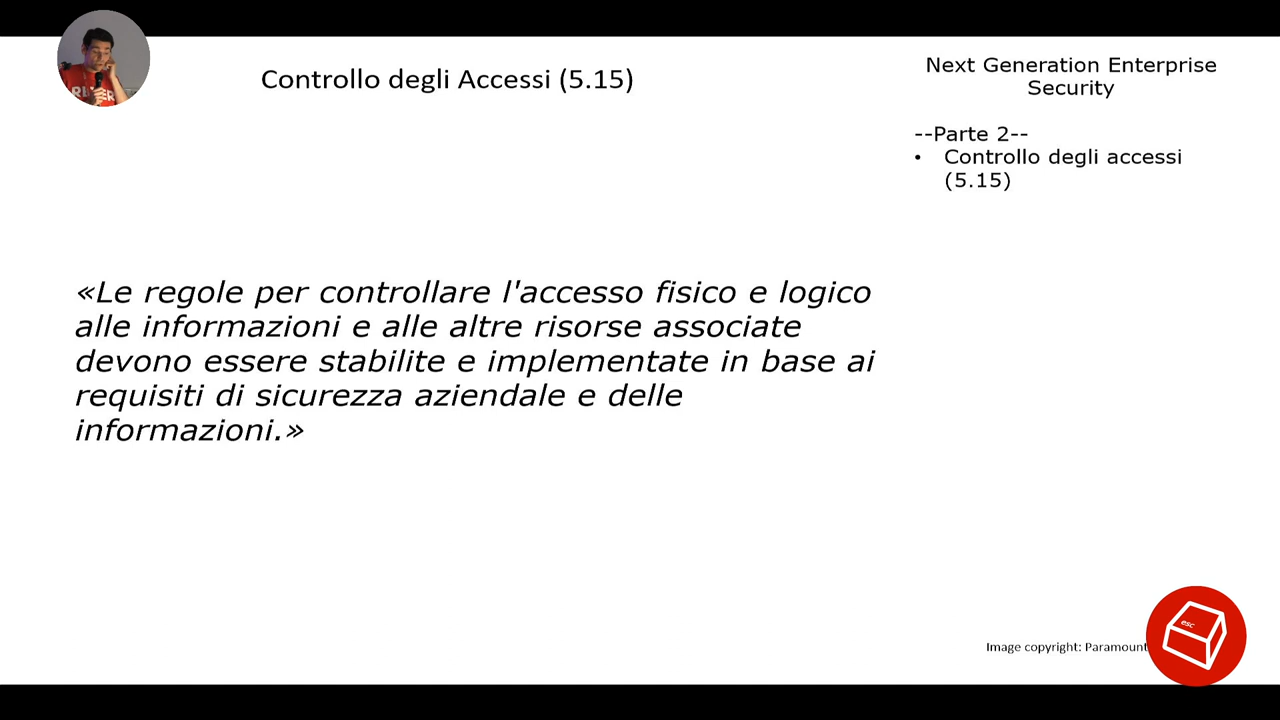 Controllo degli Accessi (5.15)
Next Generation Enterprise
Security
--Parte 2--
• Controllo degli accessi
(5.15)
«Le regole per controllare l'accesso fisico e logico
alle informazioni e alle altre risorse associate
devono essere stabilite e implementate in base ai
requisiti di sicurezza aziendale e delle
informazioni.»
Image copyright: Paramount
esc